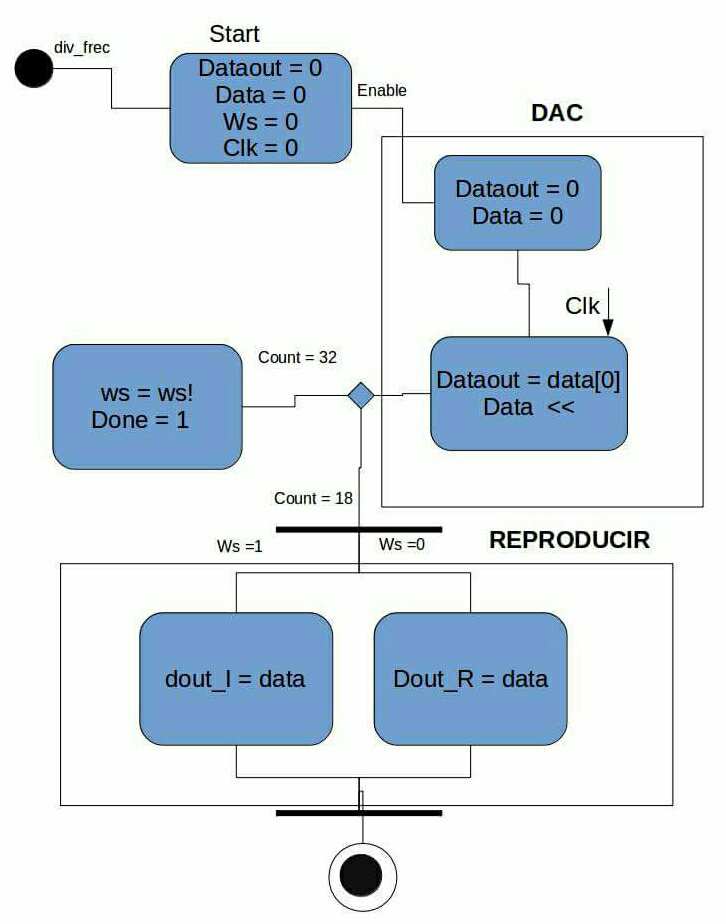 Start
div_frec
Dataout = 0
Data = 0
Ws = 0
Clk = 0
Enable
DAC
Dataout = 0
Data = 0
Clk
Count = 32
ws = ws!
Done = 1
Dataout = data[0]
Data  <<
Count = 18
Ws =1
Ws =0
REPRODUCIR
dout_I = data
Dout_R = data